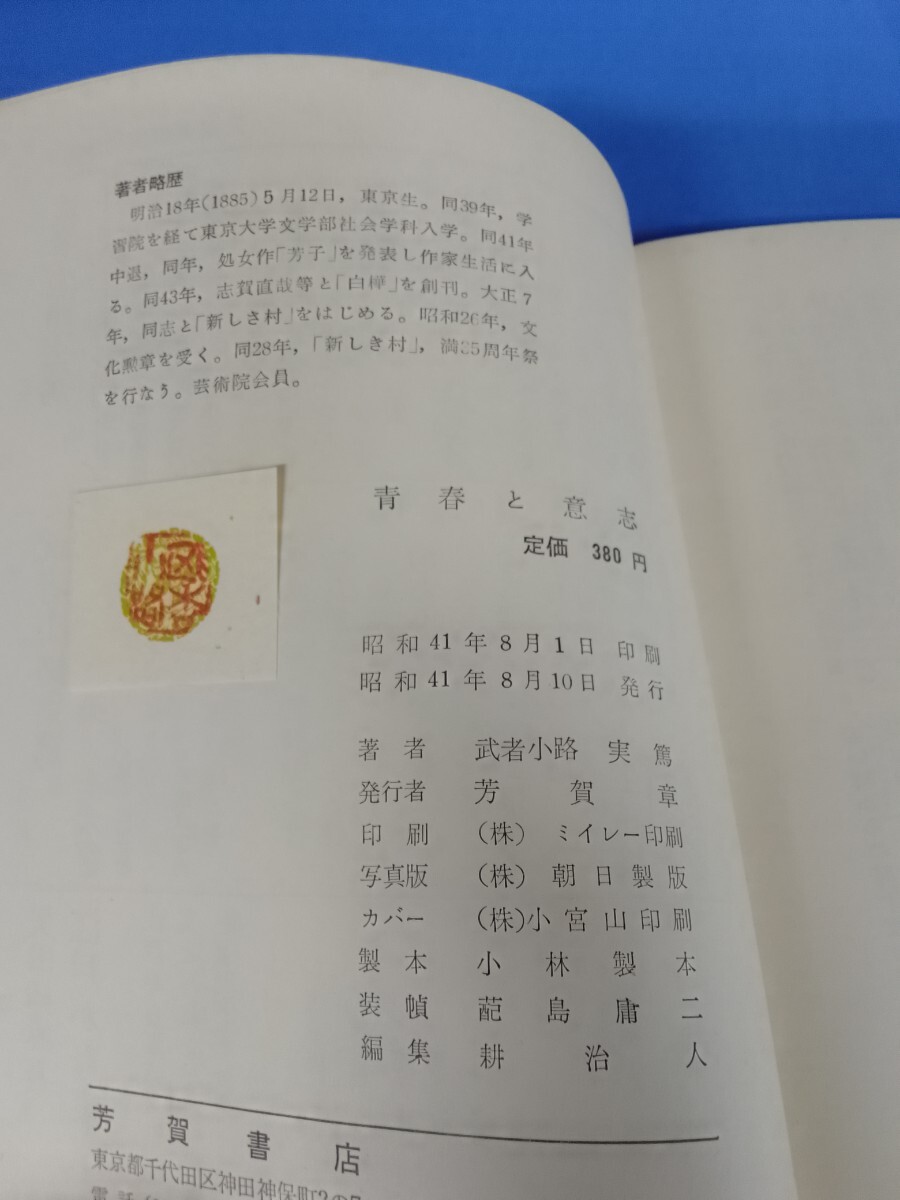 著者略歴
明治18年(1885)5月12日，東京生。同39年，学
習院を経て東京大学文学部社会学科入学。同41年
中退，同年，処女作「芳子」を発表し作家生活に入
る。同43年，志賀直哉等と「白樺」を創刊。大正7
年，同志と「新しき村」をはじめる。昭和26年，文
化勲章を受く。同28年，「新しき村」，満35周年祭
を行なう。芸術院会員。
青春と意志
定価 380円
昭和41年8月1日 印刷
昭和41年8月10日 発行
著者 武者小路実篤
発行者 芳賀章
印刷 (株) ミイレー印刷
写真版 (株) 朝日製版
カバー (株)小宮山印刷
製本 小林製本
装幀 蓜島庸二
編集 耕治人
芳賀書店
東京都千代田区神田神保町2の
電話